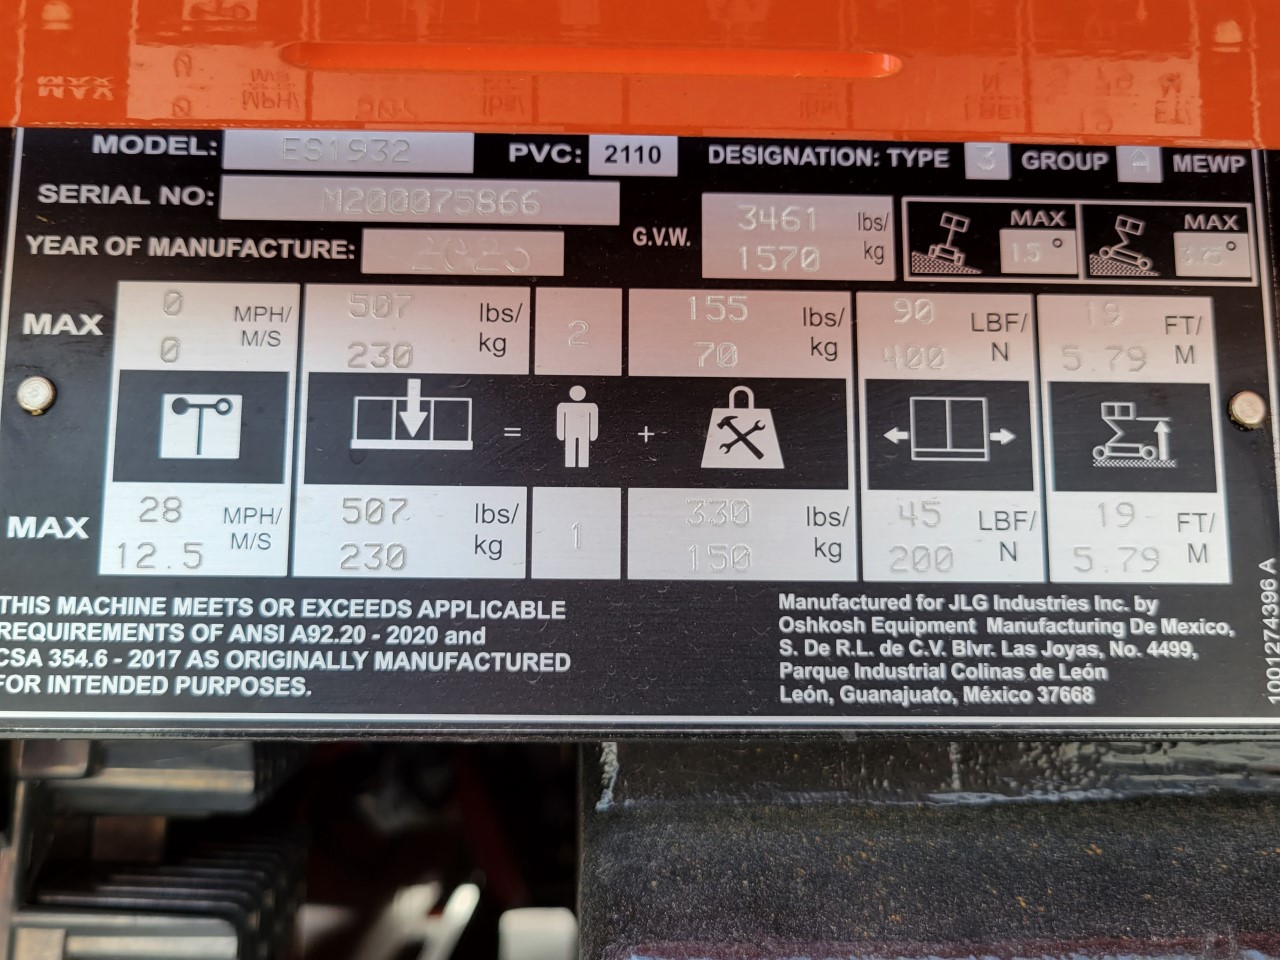 MODEL: ES1932 PVC: 2110 DESIGNATION: TYPE 3 GROUP A MEWP
SERIAL NO: M200075866
YEAR OF MANUFACTURE: 2023
G.V.W. 3461 lbs/
1570 kg
MAX 1.5° MAX 3.25°
MAX 0 MPH/ 507 lbs/ 2 155 lbs/ 90 LBF/ 19 FT/
0 M/S 230 kg 70 kg 400 N 5.79 M
= +
MAX 28 MPH/ 507 lbs/ 1 330 lbs/ 45 LBF/ 19 FT/
12.5 M/S 230 kg 150 kg 200 N 5.79 M
THIS MACHINE MEETS OR EXCEEDS APPLICABLE
REQUIREMENTS OF ANSI A92.20 - 2020 and
CSA 354.6 - 2017 AS ORIGINALLY MANUFACTURED
FOR INTENDED PURPOSES.
Manufactured for JLG Industries Inc. by
Oshkosh Equipment Manufacturing De Mexico,
S. De R.L. de C.V. Blvr. Las Joyas, No. 4499,
Parque Industrial Colinas de León
León, Guanajuato, México 37668
1001274396 A